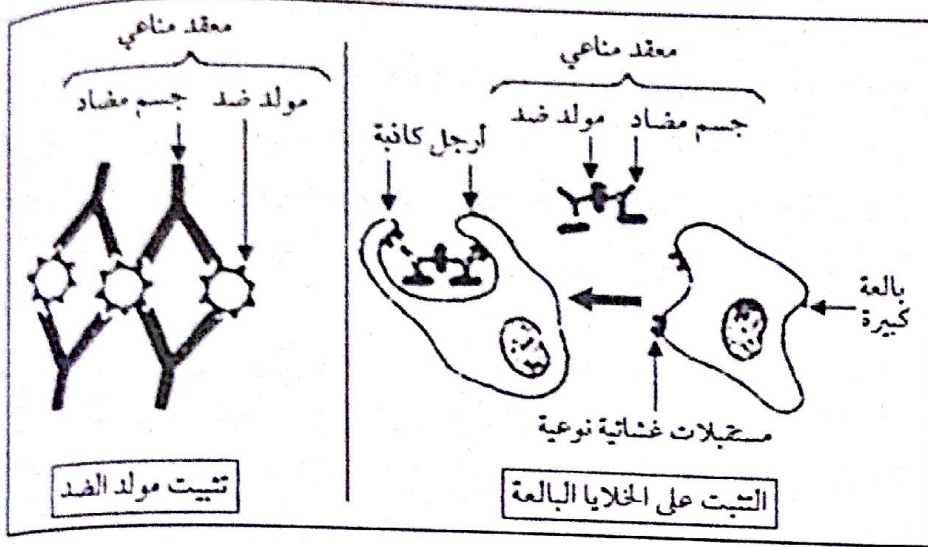 معقد مناعي
جسم مضاد مولد ضد
أرجل كاذبة
بالعة
كبيرة
مستقبلات غشائية نوعية
التثبت على الخلايا البالعة
معقد مناعي
مولد ضد جسم مضاد
تثبيت مولد الضد